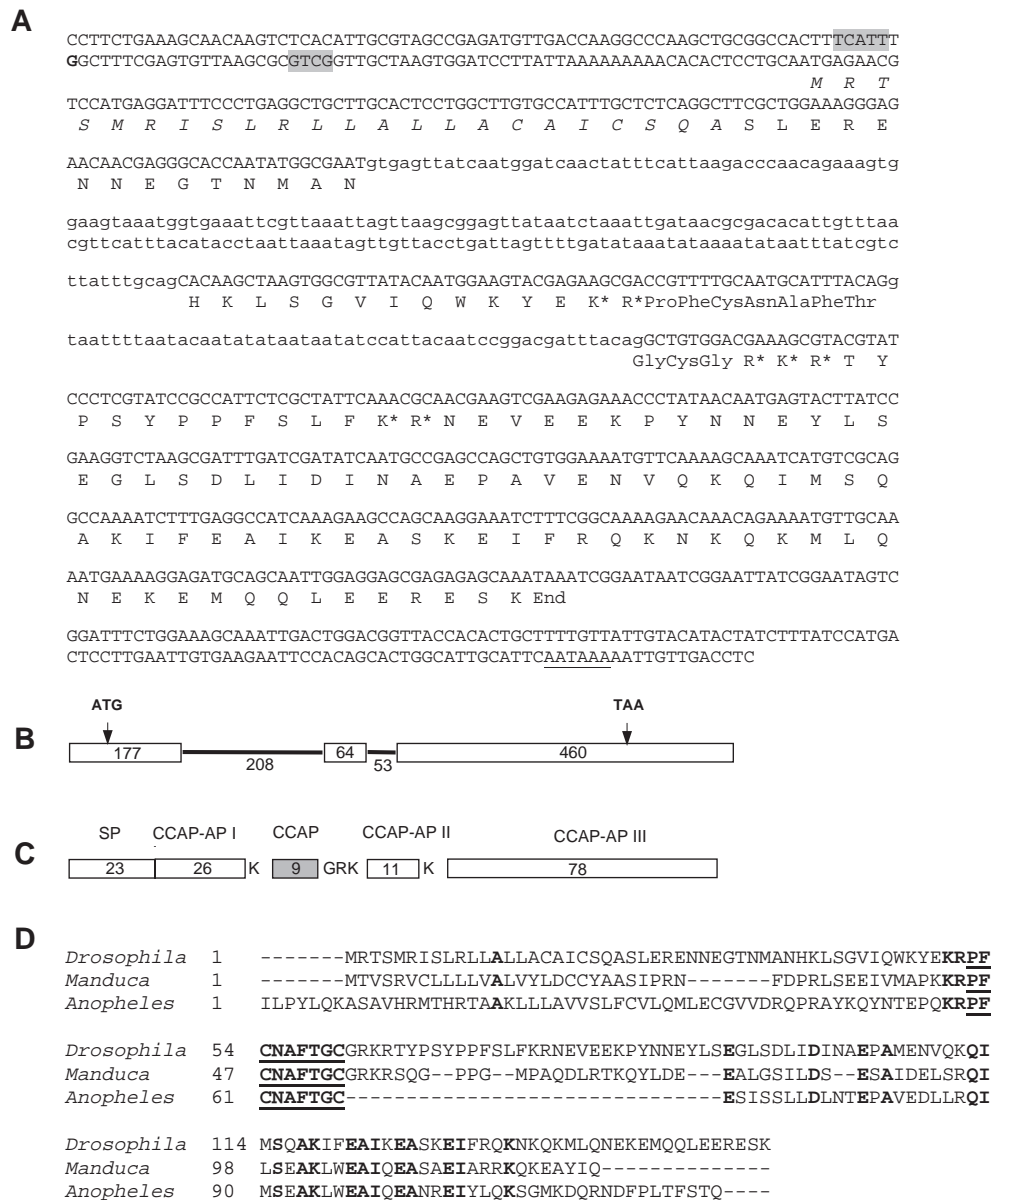 A
CCTTCTGAAAGCAACAAGTCTCACATTGCGTAGCCGAGATGTTGACCAAGGCCCAAGCTGCGGCCACTTTTCATTT
GGCTTTCGAGTGTTAAGCGCGTCGGTTGCTAAGTGGATCCTTATTAAAAAAAAACACACTCCTGCAATGAGAACG
M R T
TCCATGAGGATTTCCCTGAGGCTGCTTGCACTCCTGGCTTGTGCCATTTGCTCTCAGGCTTCGCTGGAAAGGGAG
S M R I S L R L L A L L A C A I C S Q A S L E R E
AACAACGAGGGCACCAATATGGCGAATgtgagttatcaatggatcaactatttcattaagacccaacagaaagtg
N N E G T N M A N
gaagtaaatggtgaaattcgttaaattagttaagcggagttataatctaaattgataacgcgacacattgtttaa
cgttcatttacatacctaattaaatagttgttacctgattagttttgatataaatataaaatataatttatcgtc
ttatttgcagCACAAGCTAAGTGGCGTTATACAATGGAAGTACGAGAAGCGACCGTTTTGCAATGCATTTACAGg
H K L S G V I Q W K Y E K* R*ProPheCysAsnAlaPheThr
taattttaatacaatatataataatatccattacaatccggacgatttacagGCTGTGGACGAAAGCGTACGTAT
GlyCysGly R* K* R* T Y
CCCTCGTATCCGCCATTCTCGCTATTCAAACGCAACGAAGTCGAAGAGAAACCCTATAACAATGAGTACTTATCC
P S Y P P F S L F K* R* N E V E E K P Y N N E Y L S
GAAGGTCTAAGCGATTTGATCGATATCAATGCCGAGCCAGCTGTGGAAAATGTTCAAAAGCAAATCATGTCGCAG
E G L S D L I D I N A E P A V E N V Q K Q I M S Q
GCCAAAATCTTTGAGGCCATCAAAGAAGCCAGCAAGGAAATCTTTCGGCAAAAGAACAAACAGAAAATGTTGCAA
A K I F E A I K E A S K E I F R Q K N K Q K M L Q
AATGAAAAGGAGATGCAGCAATTGGAGGAGCGAGAGAGCAAATAAATCGGAATAATCGGAATTATCGGAATAGTC
N E K E M Q Q L E E R E S K End
GGATTTCTGGAAAGCAAATTGACTGGACGGTTACCACACTGCTTTTGTTATTGTACATACTATCTTTATCCATGA
CTCCTTGAATTGTGAAGAATTCCACAGCACTGGCATTGCATTCAATAAAAATTGTTGACCTC
B
ATG TAA
177 208 64 53 460
C
SP CCAP-AP I CCAP CCAP-AP II CCAP-AP III
23 26 K 9 GRK 11 K 78
D
Drosophila 1 -------MRTSMRISLRLLALLACAICSQASLERENNEGTNMANHKLSGVIQWKYEKRPF
Manduca 1 -------MTVSRVCLLLLVALVYLDCCYAASIPRN-------FDPRLSEEIVMAPKKRPF
Anopheles 1 ILPYLQKASAVHRMTHRTAAKLLLAVVSLFCVLQMLECGVVDRQPRAYKQYNTEPQKRPF
Drosophila 54 CNAFTGCGRKRTYPSYPPFSLFKRNEVEEKPYNNEYLSEGLSDLIDINAEPAMENVQKQI
Manduca 47 CNAFTGCGRKRSQG--PPG--MPAQDLRTKQYLDE---EALGSILDS--ESAIDELSRQI
Anopheles 61 CNAFTGC-------------------------------ESISSLLDLNTEPAVEDLLRQI
Drosophila 114 MSQAKIFEAIKEASKEIFRQKNKQKMLQNEKEMQQLEERESK
Manduca 98 LSEAKLWEAIQEASAEIARRKQKEAYIQ--------------
Anopheles 90 MSEAKLWEAIQEANREIYLQKSGMKDQRNDFPLTFSTQ----